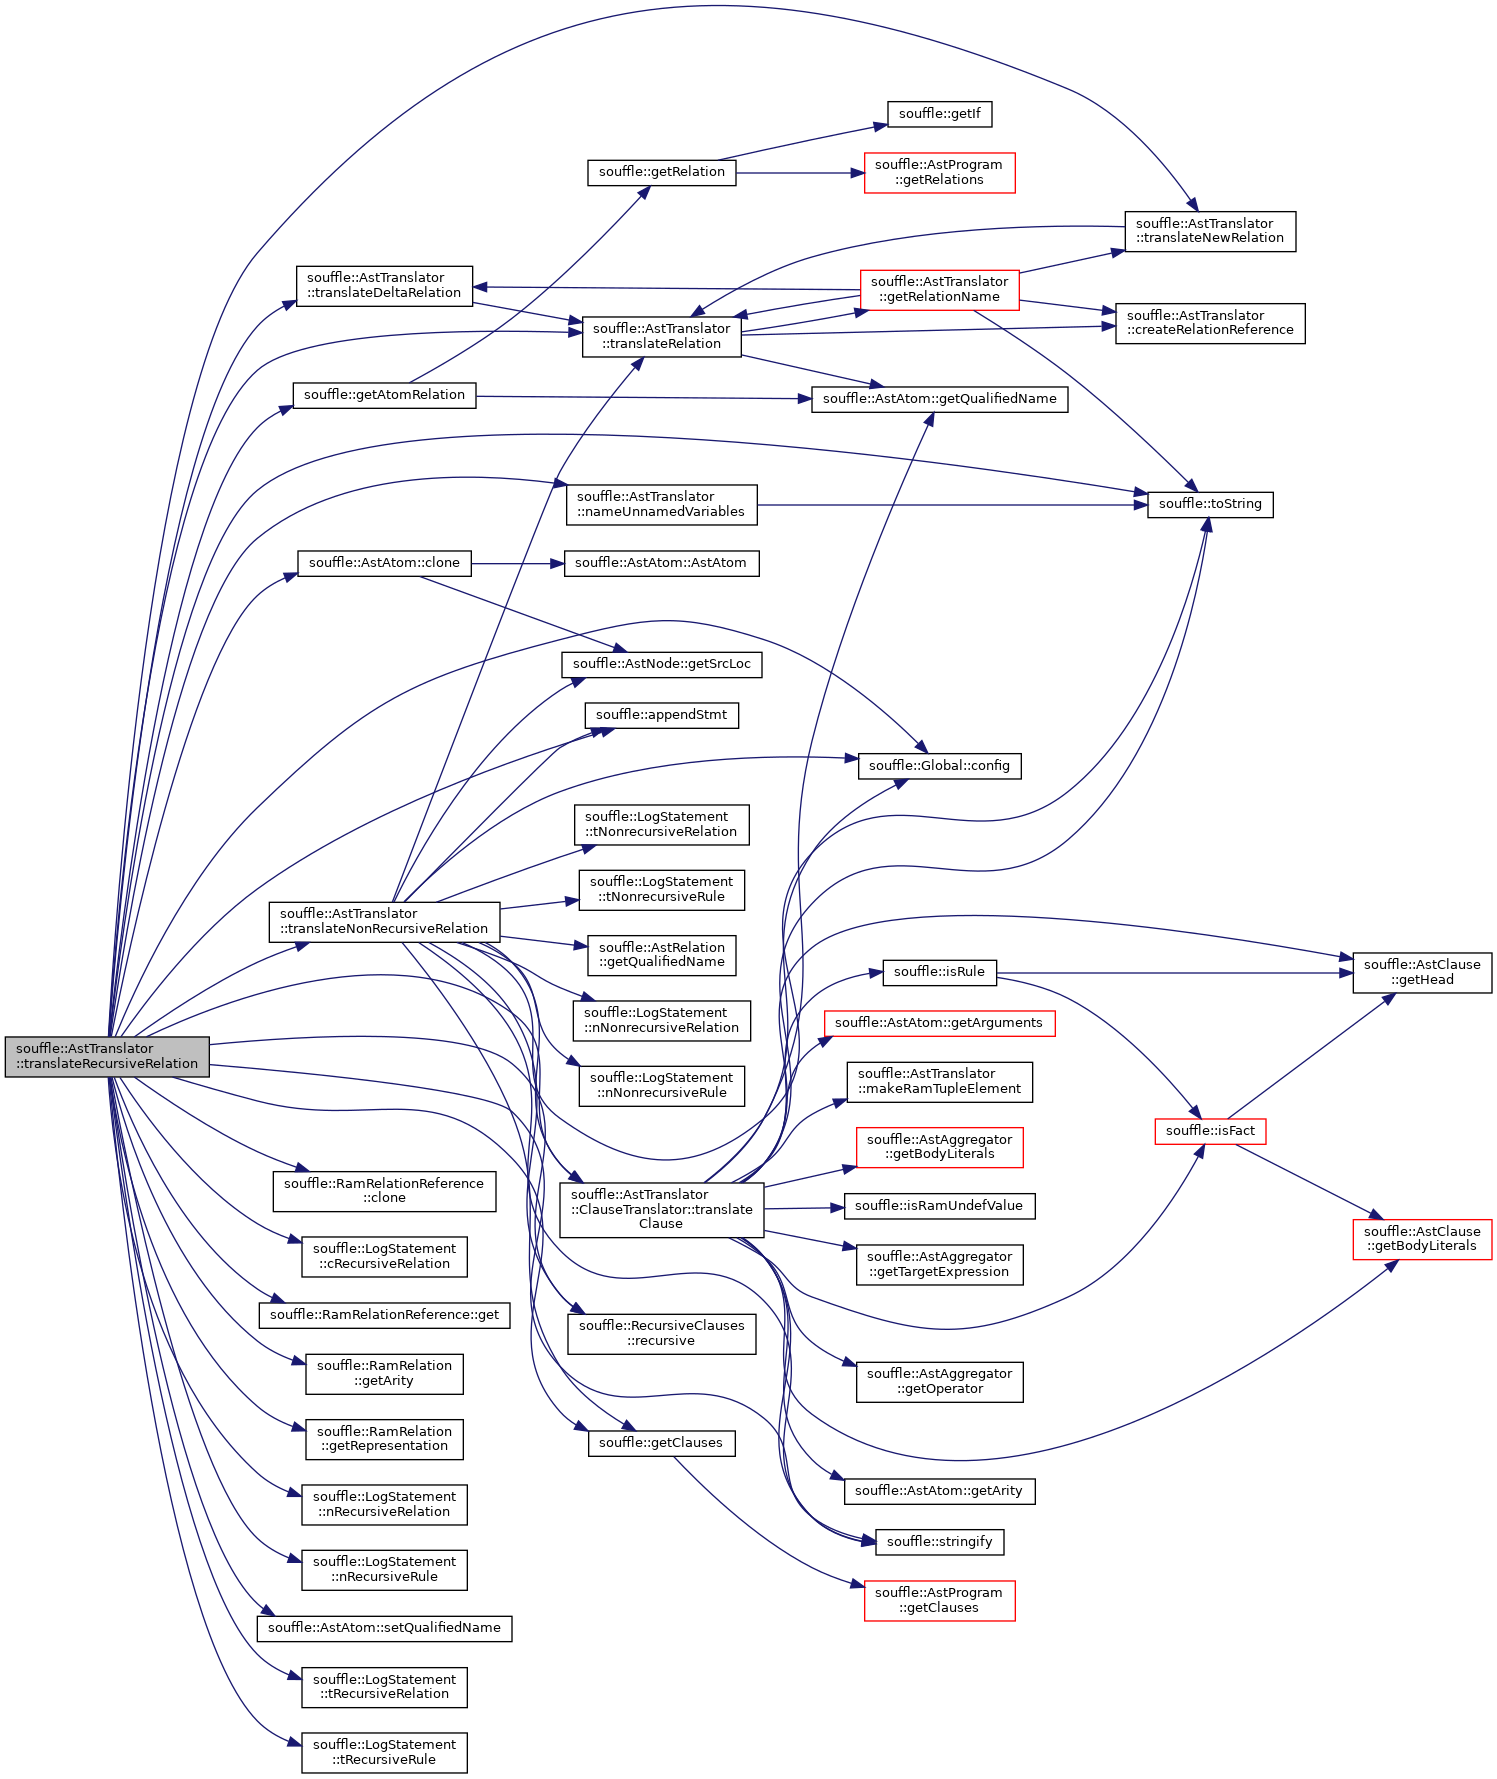 souffle::getIf
souffle::getRelation
souffle::AstProgram
::getRelations
souffle::AstTranslator
::translateNewRelation
souffle::AstTranslator
::translateDeltaRelation
souffle::AstTranslator
::getRelationName
souffle::AstTranslator
::createRelationReference
souffle::AstTranslator
::translateRelation
souffle::getAtomRelation
souffle::AstAtom::getQualifiedName
souffle::AstTranslator
::nameUnnamedVariables
souffle::toString
souffle::AstAtom::clone
souffle::AstAtom::AstAtom
souffle::AstNode::getSrcLoc
souffle::appendStmt
souffle::Global::config
souffle::LogStatement
::tNonrecursiveRelation
souffle::LogStatement
::tNonrecursiveRule
souffle::AstTranslator
::translateNonRecursiveRelation
souffle::AstRelation
::getQualifiedName
souffle::isRule
souffle::AstClause
::getHead
souffle::LogStatement
::nNonrecursiveRelation
souffle::AstAtom::getArguments
souffle::AstTranslator
::translateRecursiveRelation
souffle::LogStatement
::nNonrecursiveRule
souffle::AstTranslator
::makeRamTupleElement
souffle::isFact
souffle::AstAggregator
::getBodyLiterals
souffle::RamRelationReference
::clone
souffle::AstTranslator
::ClauseTranslator::translate
Clause
souffle::isRamUndefValue
souffle::AstClause
::getBodyLiterals
souffle::LogStatement
::cRecursiveRelation
souffle::AstAggregator
::getTargetExpression
souffle::RamRelationReference::get
souffle::RecursiveClauses
::recursive
souffle::RamRelation
::getArity
souffle::AstAggregator
::getOperator
souffle::RamRelation
::getRepresentation
souffle::getClauses
souffle::LogStatement
::nRecursiveRelation
souffle::AstAtom::getArity
souffle::stringify
souffle::LogStatement
::nRecursiveRule
souffle::AstProgram
::getClauses
souffle::AstAtom::setQualifiedName
souffle::LogStatement
::tRecursiveRelation
souffle::LogStatement
::tRecursiveRule